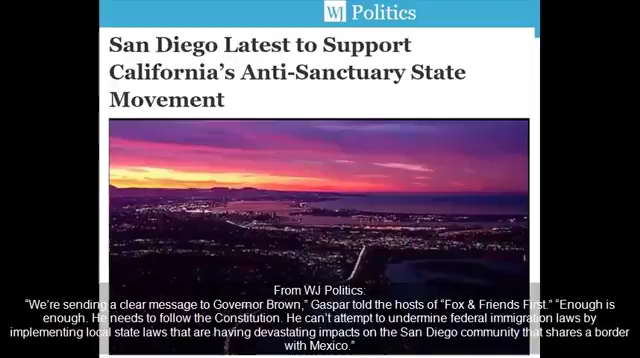 WJ Politics
San Diego Latest to Support
California's Anti-Sanctuary State
Movement
From WJ Politics:
“We're sending a clear message to Governor Brown,” Gaspar told the hosts of “Fox & Friends First.” “Enough is
enough. He needs to follow the Constitution. He can't attempt to undermine federal immigration laws by
implementing local state laws that are having devastating impacts on the San Diego community that shares a border
with Mexico.”